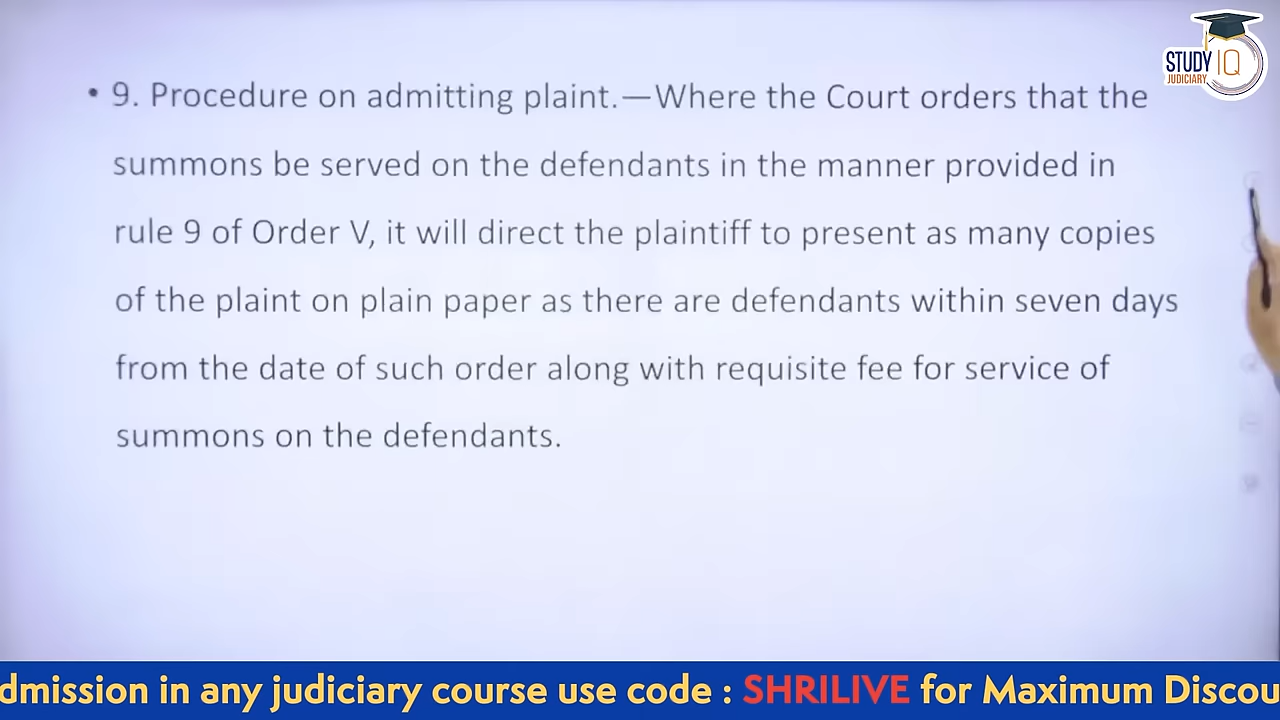 STUDY IQ
JUDICIARY
• 9. Procedure on admitting plaint.—Where the Court orders that the
summons be served on the defendants in the manner provided in
rule 9 of Order V, it will direct the plaintiff to present as many copies
of the plaint on plain paper as there are defendants within seven days
from the date of such order along with requisite fee for service of
summons on the defendants.
dmission in any judiciary course use code : SHRILIVE for Maximum Discou